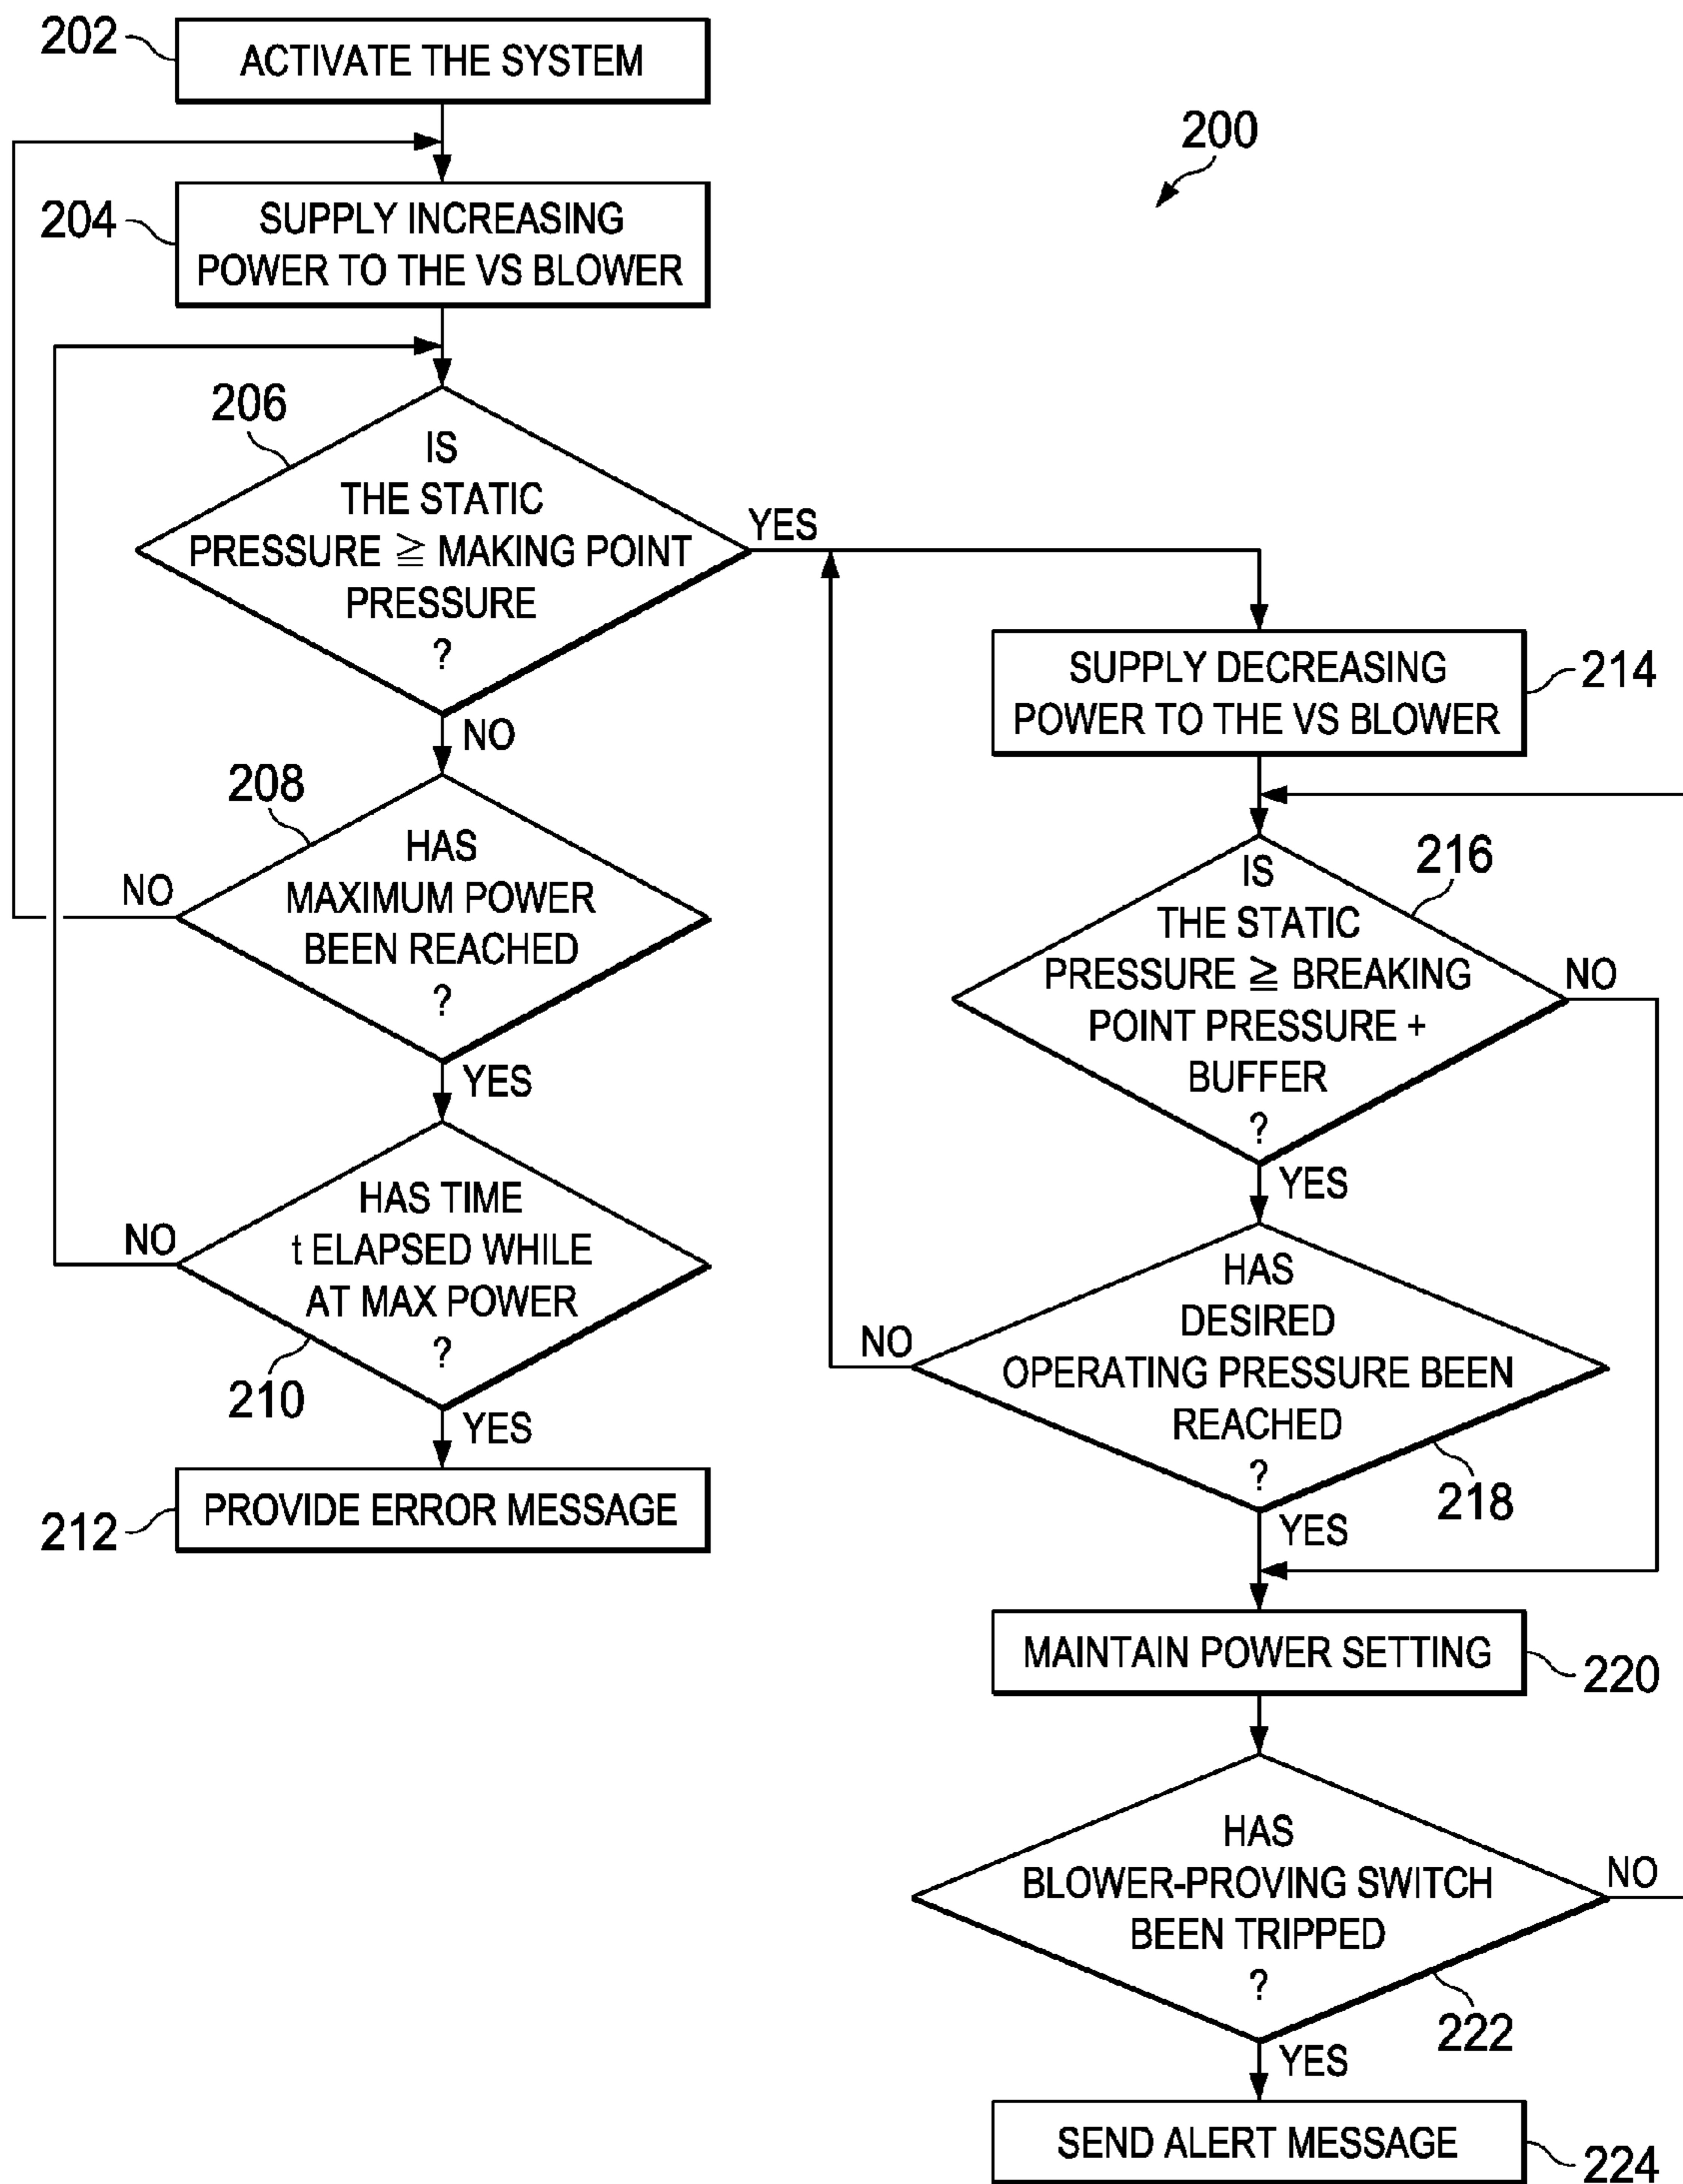 202
ACTIVATE THE SYSTEM
200
204
SUPPLY INCREASING
POWER TO THE VS BLOWER
206
IS
THE STATIC
PRESSURE ≧ MAKING POINT
PRESSURE
?
YES
NO
214
SUPPLY DECREASING
POWER TO THE VS BLOWER
208
HAS
MAXIMUM POWER
BEEN REACHED
?
NO
YES
216
IS
THE STATIC
PRESSURE ≧ BREAKING
POINT PRESSURE +
BUFFER
?
NO
YES
HAS TIME
t ELAPSED WHILE
AT MAX POWER
?
NO
210
YES
HAS
DESIRED
OPERATING PRESSURE BEEN
REACHED
?
NO
218
YES
212
PROVIDE ERROR MESSAGE
MAINTAIN POWER SETTING
220
HAS
BLOWER-PROVING SWITCH
BEEN TRIPPED
?
NO
222
YES
SEND ALERT MESSAGE
224